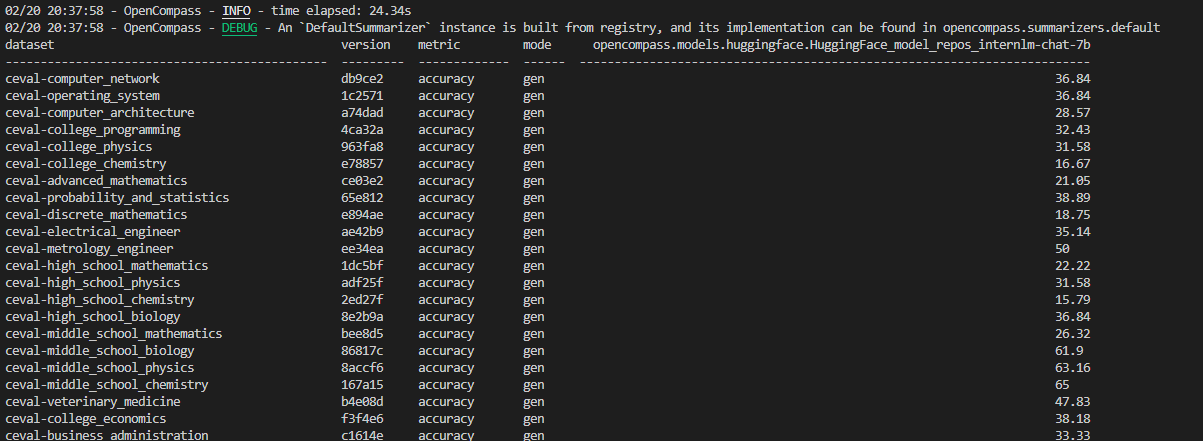 02/20 20:37:58 - OpenCompass - INFO - time elapsed: 24.34s
02/20 20:37:58 - OpenCompass - DEBUG - An `DefaultSummarizer` instance is built from registry, and its implementation can be found in opencompass.summarizers.default
dataset version metric mode opencompass.models.huggingface.HuggingFace_model_repos_internlm-chat-7b
---------------------------------------- --------- ------------- ------ -------------------------------------------------------------------------
ceval-computer_network db9ce2 accuracy gen 36.84
ceval-operating_system 1c2571 accuracy gen 36.84
ceval-computer_architecture a74dad accuracy gen 28.57
ceval-college_programming 4ca32a accuracy gen 32.43
ceval-college_physics 963fa8 accuracy gen 31.58
ceval-college_chemistry e78857 accuracy gen 16.67
ceval-advanced_mathematics ce03e2 accuracy gen 21.05
ceval-probability_and_statistics 65e812 accuracy gen 38.89
ceval-discrete_mathematics e894ae accuracy gen 18.75
ceval-electrical_engineer ae42b9 accuracy gen 35.14
ceval-metrology_engineer ee34ea accuracy gen 50
ceval-high_school_mathematics 1dc5bf accuracy gen 22.22
ceval-high_school_physics adf25f accuracy gen 31.58
ceval-high_school_chemistry 2ed27f accuracy gen 15.79
ceval-high_school_biology 8e2b9a accuracy gen 36.84
ceval-middle_school_mathematics bee8d5 accuracy gen 26.32
ceval-middle_school_biology 86817c accuracy gen 61.9
ceval-middle_school_physics 8accf6 accuracy gen 63.16
ceval-middle_school_chemistry 167a15 accuracy gen 65
ceval-veterinary_medicine b4e08d accuracy gen 47.83
ceval-college_economics f3f4e6 accuracy gen 38.18
ceval-business_administration c1614e accuracy gen 33.33